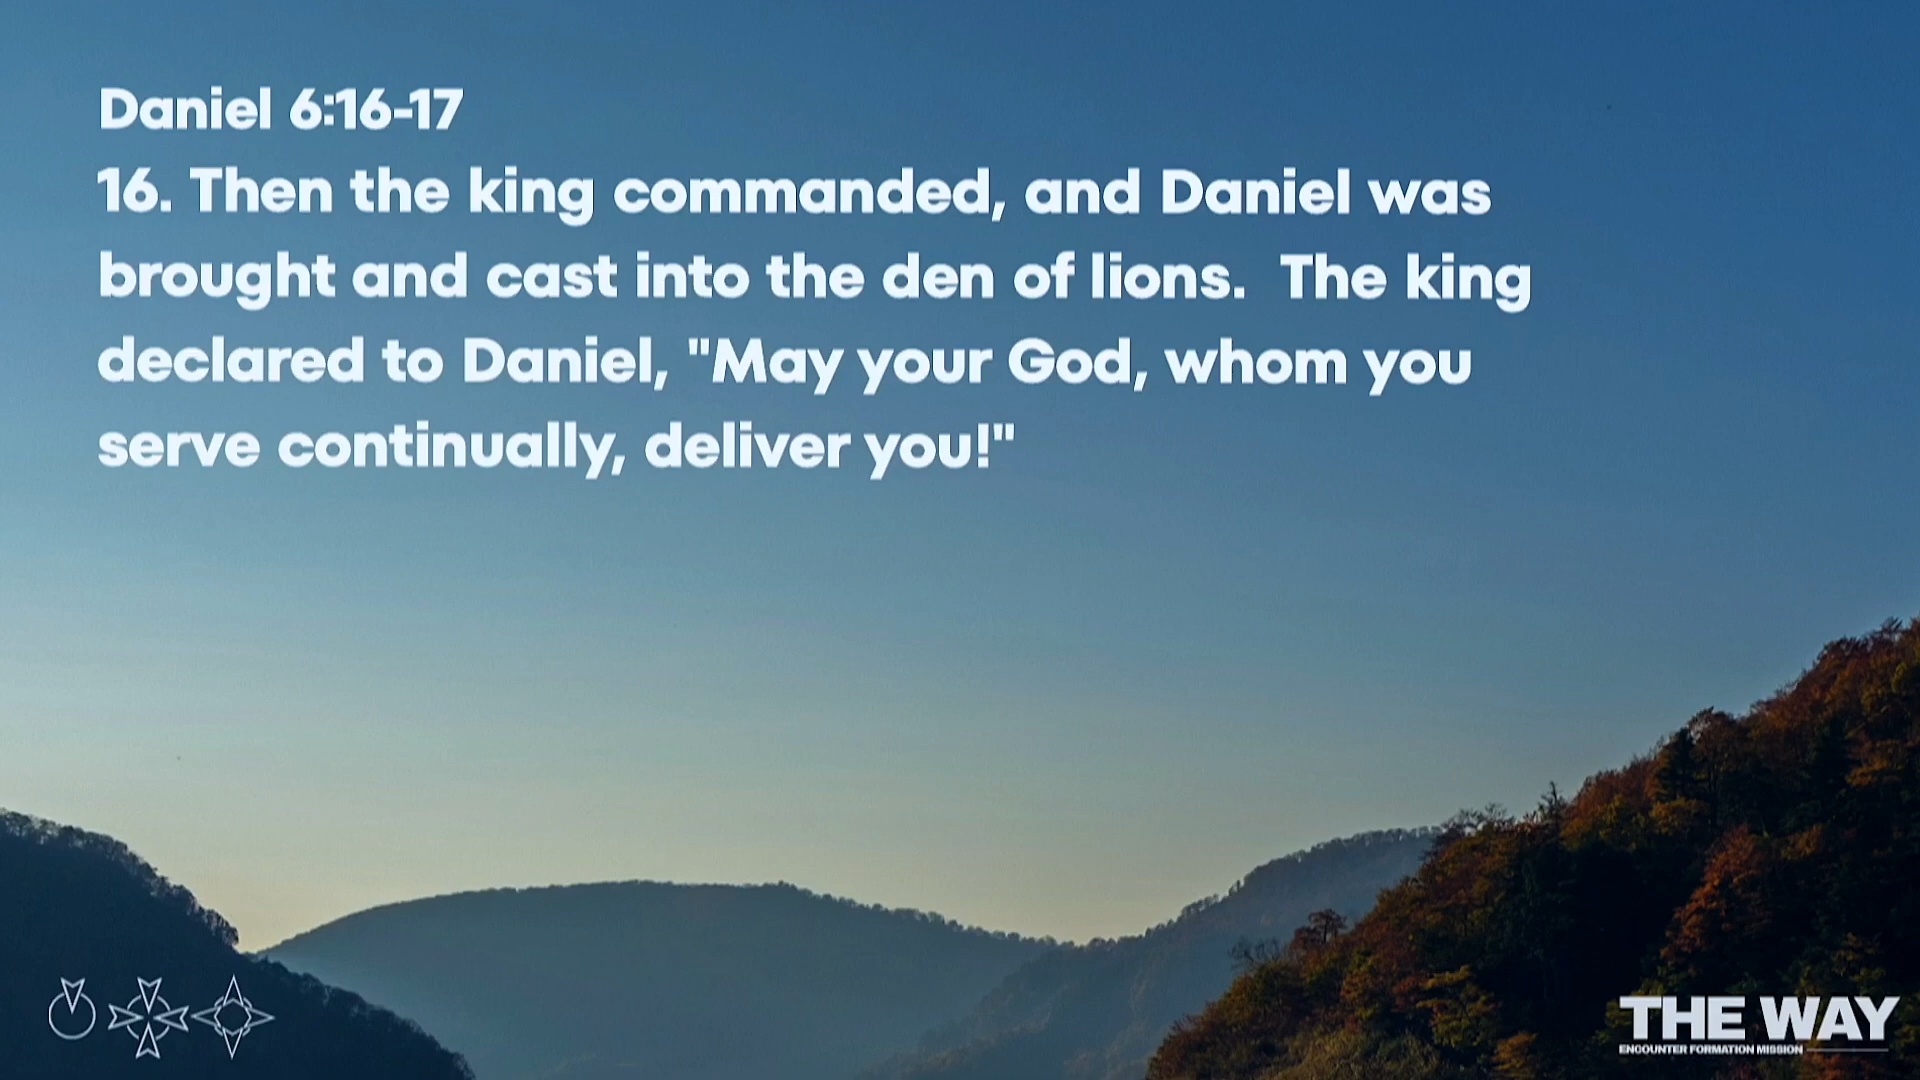 Daniel 6:16-17
16. Then the king commanded, and Daniel was
brought and cast into the den of lions.  The king
declared to Daniel, "May your God, whom you
serve continually, deliver you!"
THE WAY
ENCOUNTER FORMATION MISSION